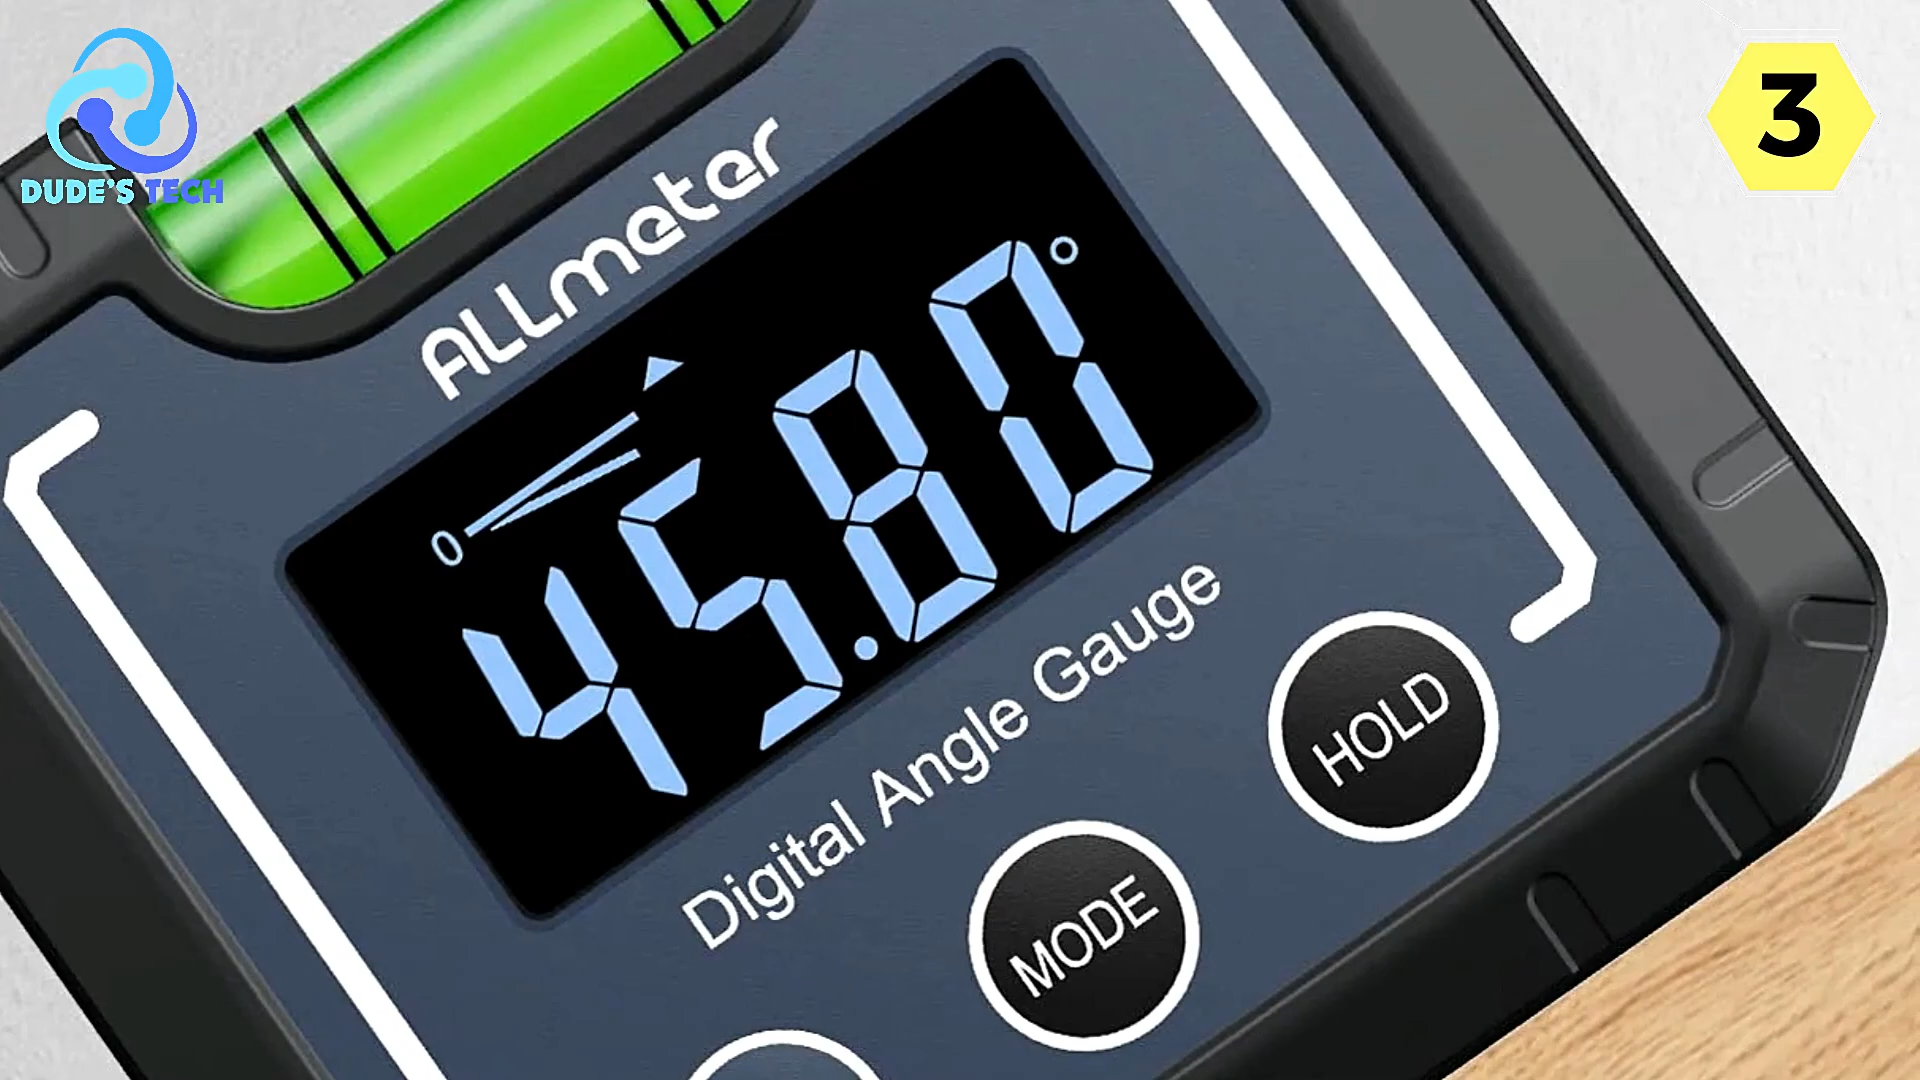 DUDE'S TECH
3
ALLmeter
0
45.80°
Digital Angle Gauge
HOLD
MODE